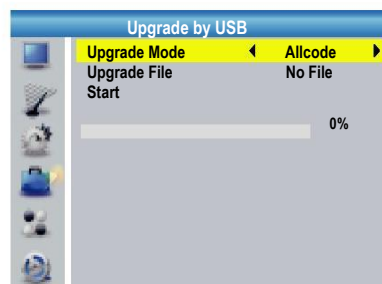 Upgrade by USB
Upgrade Mode Allcode
Upgrade File No File
Start
0%